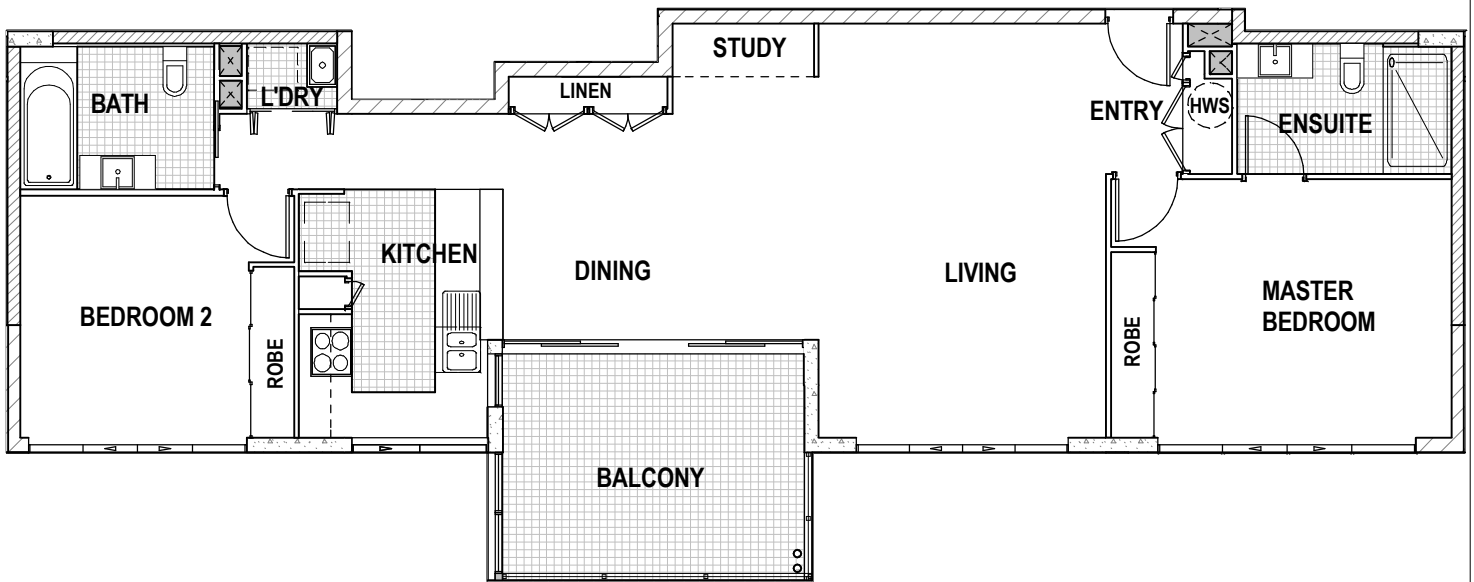 STUDY
LINEN
L'DRY
BATH
ENTRY
HWS
ENSUITE
KITCHEN
DINING
LIVING
BEDROOM 2
ROBE
ROBE
MASTER
BEDROOM
BALCONY